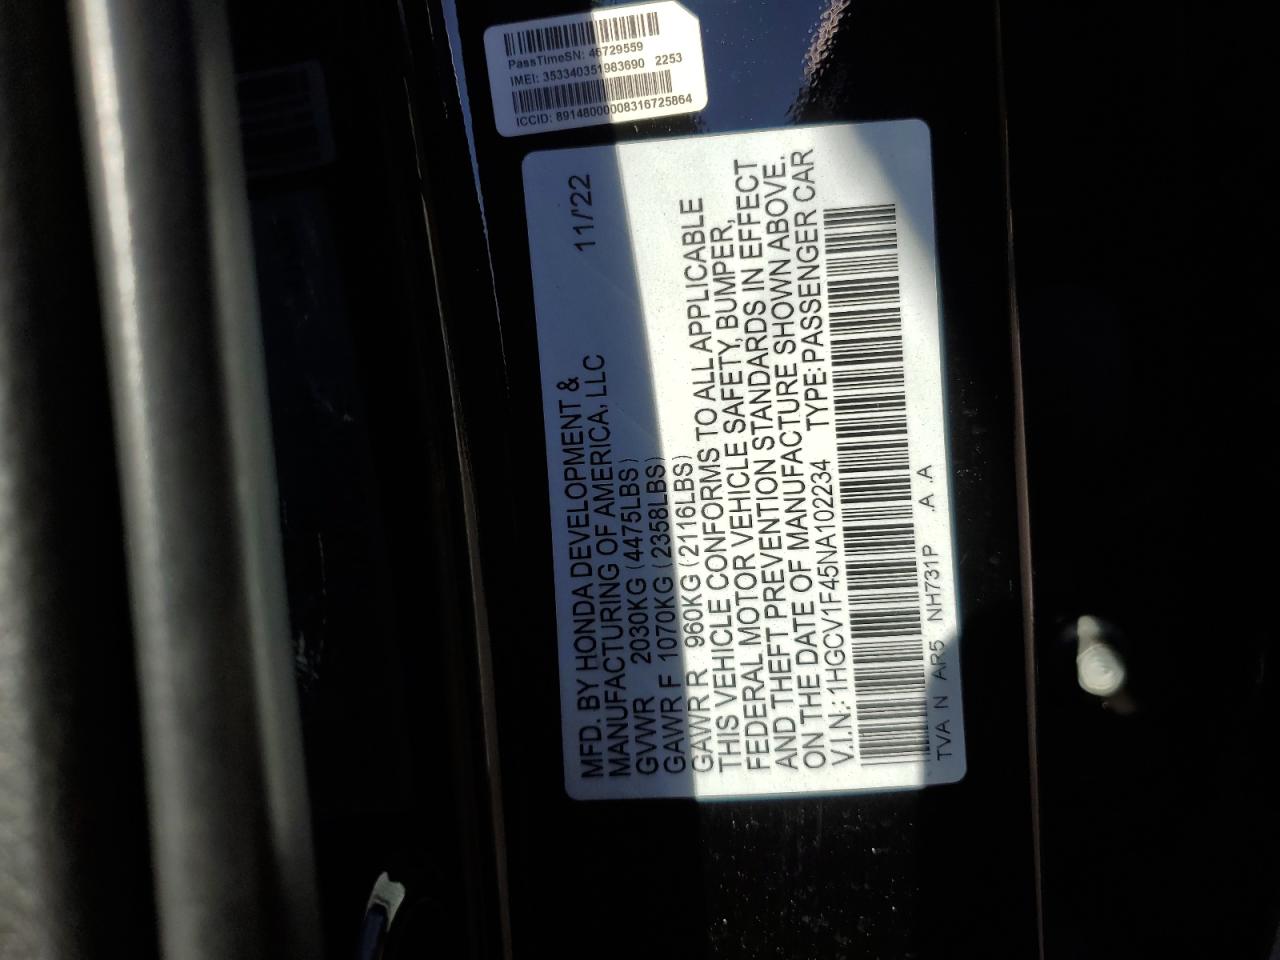 PassTimeSN: 46729559
IMEI: 353340351983690 2253
ICCID: 89148000008316725864
11/'22
MFD. BY HONDA DEVELOPMENT &
MANUFACTURING OF AMERICA, LLC
GVWR 2030KG (4475LBS)
GAWR F 1070KG (2358LBS)
GAWR R 960KG (2116LBS)
THIS VEHICLE CONFORMS TO ALL APPLICABLE
FEDERAL MOTOR VEHICLE SAFETY, BUMPER,
AND THEFT PREVENTION STANDARDS IN EFFECT
ON THE DATE OF MANUFACTURE SHOWN ABOVE.
V.I.N.: 1HGCV1F45NA102234 TYPE: PASSENGER CAR
TVA N AR5 NH731P A A